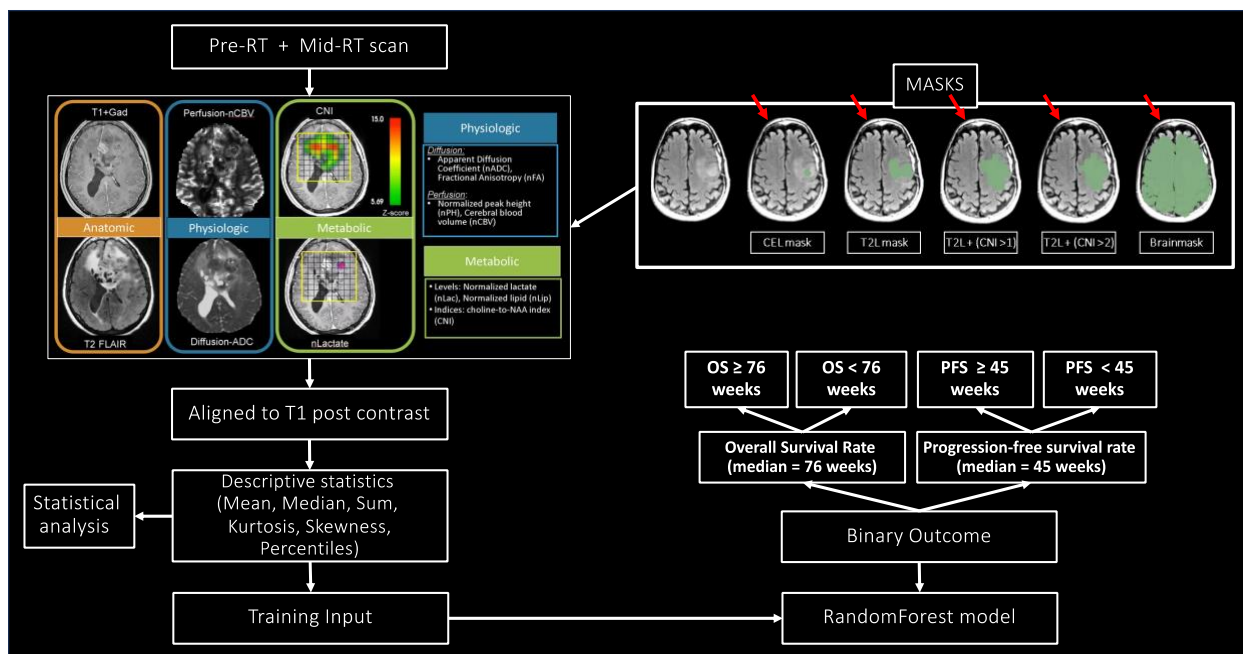 Pre-RT + Mid-RT scan
MASKS
T1+Gad
Perfusion-nCBV
CNI
15.0
5.69
Z-score
Anatomic
Physiologic
Metabolic
T2 FLAIR
Diffusion-ADC
nLactate
Physiologic
Diffusion:
• Apparent Diffusion
Coefficient (nADC),
Fractional Anisotropy (nFA)
Perfusion:
• Normalized peak height
(nPH), Cerebral blood
volume (nCBV)
Metabolic
• Levels: Normalized lactate
(nLac), Normalized lipid (nLip)
• Indices: choline-to-NAA index
(CNI)
CEL mask
T2L mask
T2L + (CNI >1)
T2L + (CNI >2)
Brainmask
Aligned to T1 post contrast
Descriptive statistics
(Mean, Median, Sum,
Kurtosis, Skewness,
Percentiles)
Statistical
analysis
Training Input
OS ≥ 76
weeks
OS < 76
weeks
PFS ≥ 45
weeks
PFS < 45
weeks
Overall Survival Rate
(median = 76 weeks)
Progression-free survival rate
(median = 45 weeks)
Binary Outcome
RandomForest model